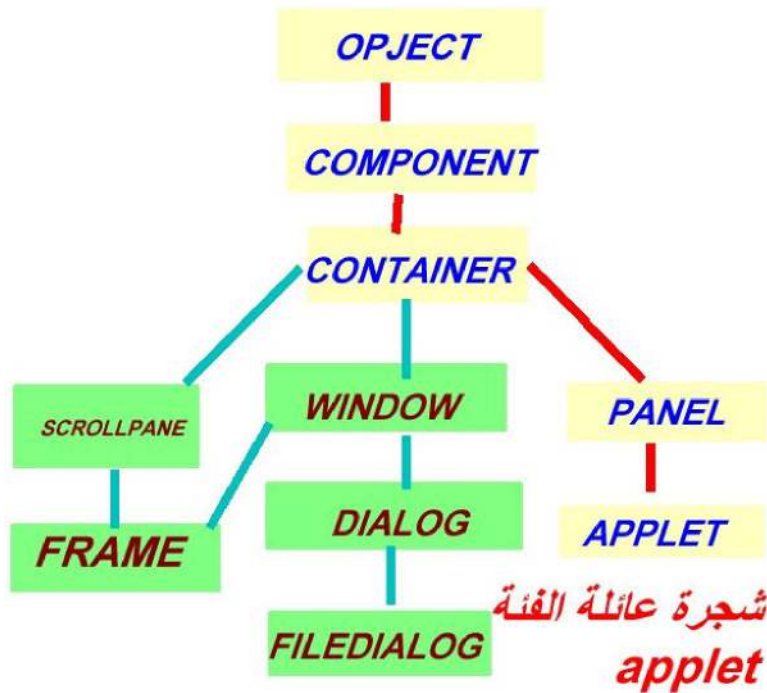 OPJECT
COMPONENT
CONTAINER
SCROLLPANE
WINDOW
PANEL
FRAME
DIALOG
APPLET
FILEDIALOG
شجرة عائلة الفئة
applet